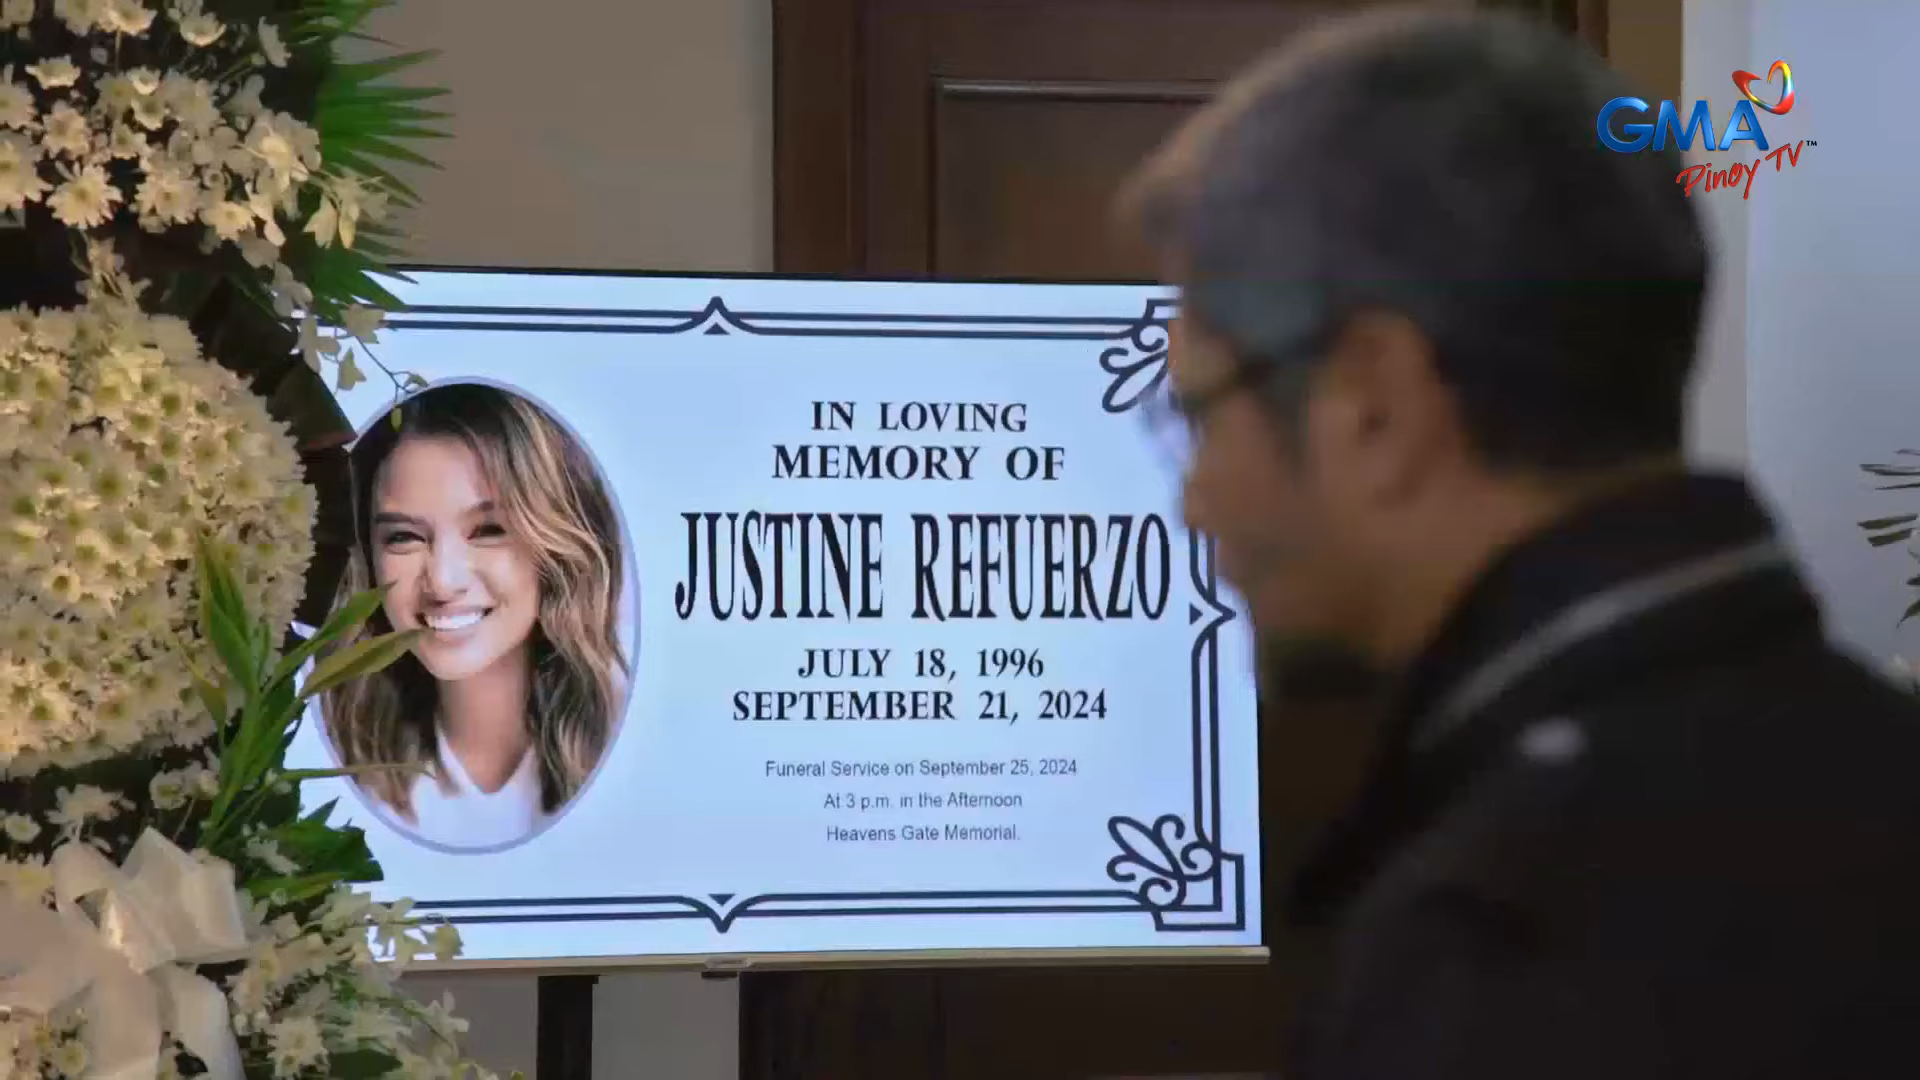 GMA
Pinoy TV™
IN LOVING
MEMORY OF
JUSTINE REFUERZO
JULY 18, 1996
SEPTEMBER 21, 2024
Funeral Service on September 25, 2024
At 3 p.m. in the Afternoon
Heavens Gate Memorial.